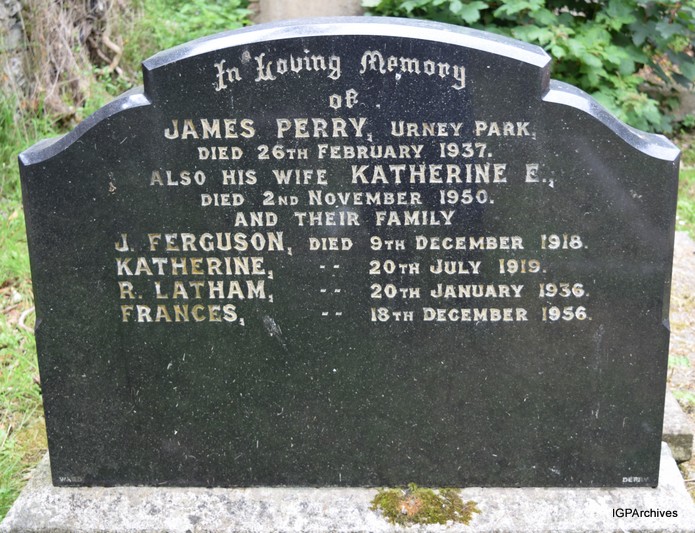 In Loving Memory
of
JAMES PERRY, URNEY PARK,
DIED 26TH FEBRUARY 1937.
ALSO HIS WIFE KATHERINE E.,
DIED 2ND NOVEMBER 1950.
AND THEIR FAMILY
J. FERGUSON, DIED 9TH DECEMBER 1918.
KATHERINE, -- 20TH JULY 1919.
R. LATHAM, -- 20TH JANUARY 1936.
FRANCES, -- 18TH DECEMBER 1956.
IGPArchives